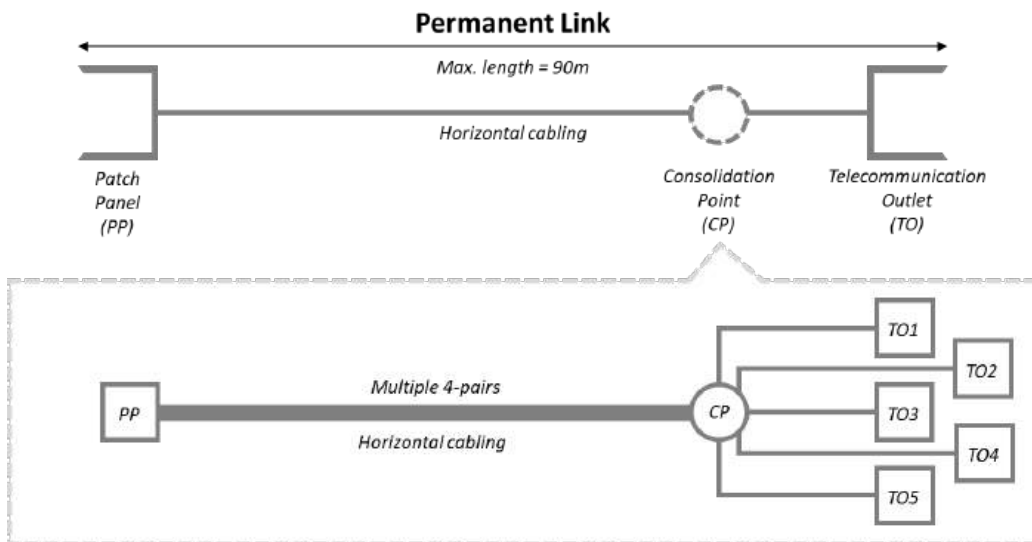 Permanent Link
Max. length = 90m
Horizontal cabling
Patch
Panel
(PP)
Consolidation
Point
(CP)
Telecommunication
Outlet
(TO)
TO1
TO2
Multiple 4-pairs
PP
CP
TO3
Horizontal cabling
TO4
TO5